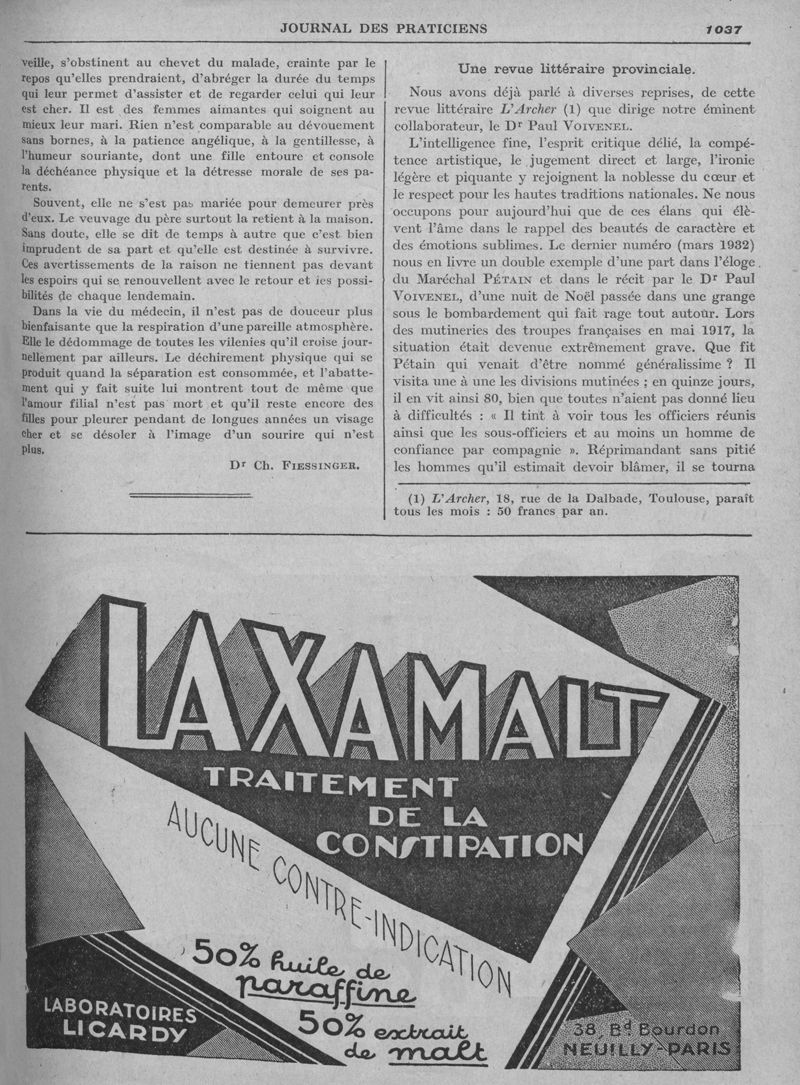 JOURNAL DES PRATICIENS
1037
veille, s'obstinent au chevet du malade, crainte par le
repos qu'elles prendraient, d'abréger la durée du temps
qui leur permet d'assister et de regarder celui qui leur
est cher. Il est des femmes aimantes qui soignent au
mieux leur mari. Rien n'est comparable au dévouement
sans bornes, à la patience angélique, à la gentillesse, à
l'humeur souriante, dont une fille entoure et console
la déchéance physique et la détresse morale de ses pa-
rents.
Souvent, elle ne s'est pas mariée pour demeurer près
d'eux. Le veuvage du père surtout la retient à la maison.
Sans doute, elle se dit de temps à autre que c'est bien
imprudent de sa part et qu'elle est destinée à survivre.
Ces avertissements de la raison ne tiennent pas devant
les espoirs qui se renouvellent avec le retour et les possi-
bilités de chaque lendemain.
Dans la vie du médecin, il n'est pas de douceur plus
bienfaisante que la respiration d'une pareille atmosphère.
Elle le dédommage de toutes les vilenies qu'il croise jour-
nellement par ailleurs. Le déchirement physique qui se
produit quand la séparation est consommée, et l'abatte-
ment qui y fait suite lui montrent tout de même que
l'amour filial n'est pas mort et qu'il reste encore des
filles pour pleurer pendant de longues années un visage
cher et se désoler à l'image d'un sourire qui n'est
plus.
Dr Ch. FIESSINGER.
Une revue littéraire provinciale.
Nous avons déjà parlé à diverses reprises, de cette
revue littéraire L'Archer (1) que dirige notre éminent
collaborateur, le Dr Paul VOIVENEL.
L'intelligence fine, l'esprit critique délié, la compé-
tence artistique, le jugement direct et large, l'ironie
légère et piquante y rejoignent la noblesse du cœur et
le respect pour les hautes traditions nationales. Ne nous
occupons pour aujourd'hui que de ces élans qui élè-
vent l'âme dans le rappel des beautés de caractère et
des émotions sublimes. Le dernier numéro (mars 1932)
nous en livre un double exemple d'une part dans l'éloge
du Maréchal PÉTAIN et dans le récit par le Dr Paul
VOIVENEL, d'une nuit de Noël passée dans une grange
sous le bombardement qui fait rage tout autour. Lors
des mutineries des troupes françaises en mai 1917, la
situation était devenue extrêmement grave. Que fit
Pétain qui venait d'être nommé généralissime ? Il
visita une à une les divisions mutinées ; en quinze jours,
il en vit ainsi 80, bien que toutes n'aient pas donné lieu
à difficultés : « Il tint à voir tous les officiers réunis
ainsi que les sous-officiers et au moins un homme de
confiance par compagnie ». Réprimandant sans pitié
les hommes qu'il estimait devoir blâmer, il se tourna
(1) L'Archer, 18, rue de la Dalbade, Toulouse, paraît
tous les mois : 50 francs par an.
LAXAMALT
TRAITEMENT
DE LA
CONSTIPATION
AUCUNE CONTRE-INDICATION
50% huile de
paraffine
50% extrait
de malt
LABORATOIRES
LICARDY
38, Bd Bourdon
NEUILLY-PARIS